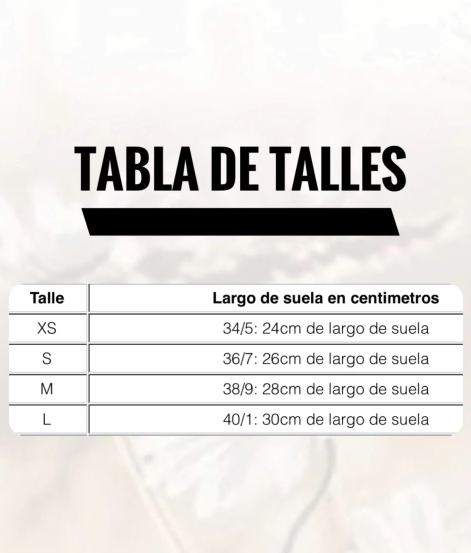 TABLA DE TALLES
Talle Largo de suela en centimetros
XS 34/5: 24cm de largo de suela
S 36/7: 26cm de largo de suela
M 38/9: 28cm de largo de suela
L 40/1: 30cm de largo de suela